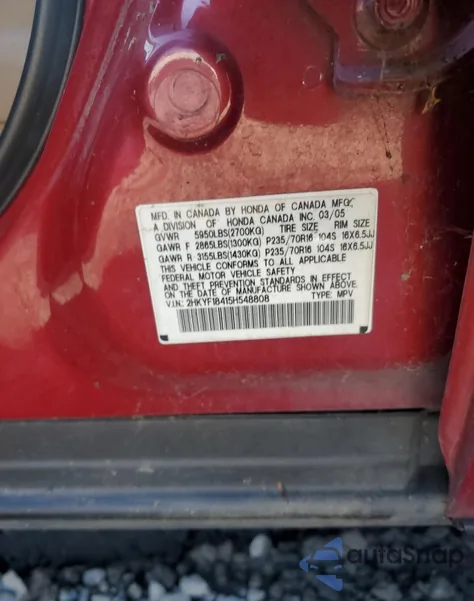 MFD. IN CANADA BY HONDA OF CANADA MFG.
A DIVISION OF HONDA CANADA INC. 03/05
GVWR 5950LBS(2700KG) TIRE SIZE RIM SIZE
GAWR F 2865LBS(1300KG) P235/70R16 104S 16X6.5JJ
GAWR R 3155LBS(1430KG) P235/70R16 104S 16X6.5JJ
THIS VEHICLE CONFORMS TO ALL APPLICABLE
FEDERAL MOTOR VEHICLE SAFETY
AND THEFT PREVENTION STANDARDS IN EFFECT
ON THE DATE OF MANUFACTURE SHOWN ABOVE.
V.I.N: 2HKYF18415H548808 TYPE: MPV
autoSnap